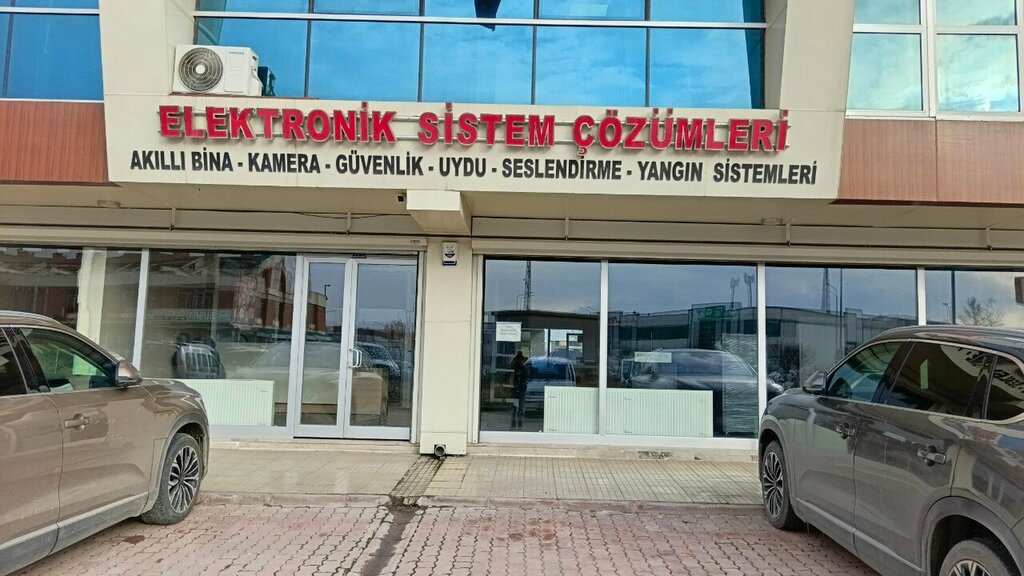 ELEKTRONİK SİSTEM ÇÖZÜMLERİ
AKILLI BİNA - KAMERA - GÜVENLİK - UYDU - SESLENDİRME - YANGIN SİSTEMLERİ